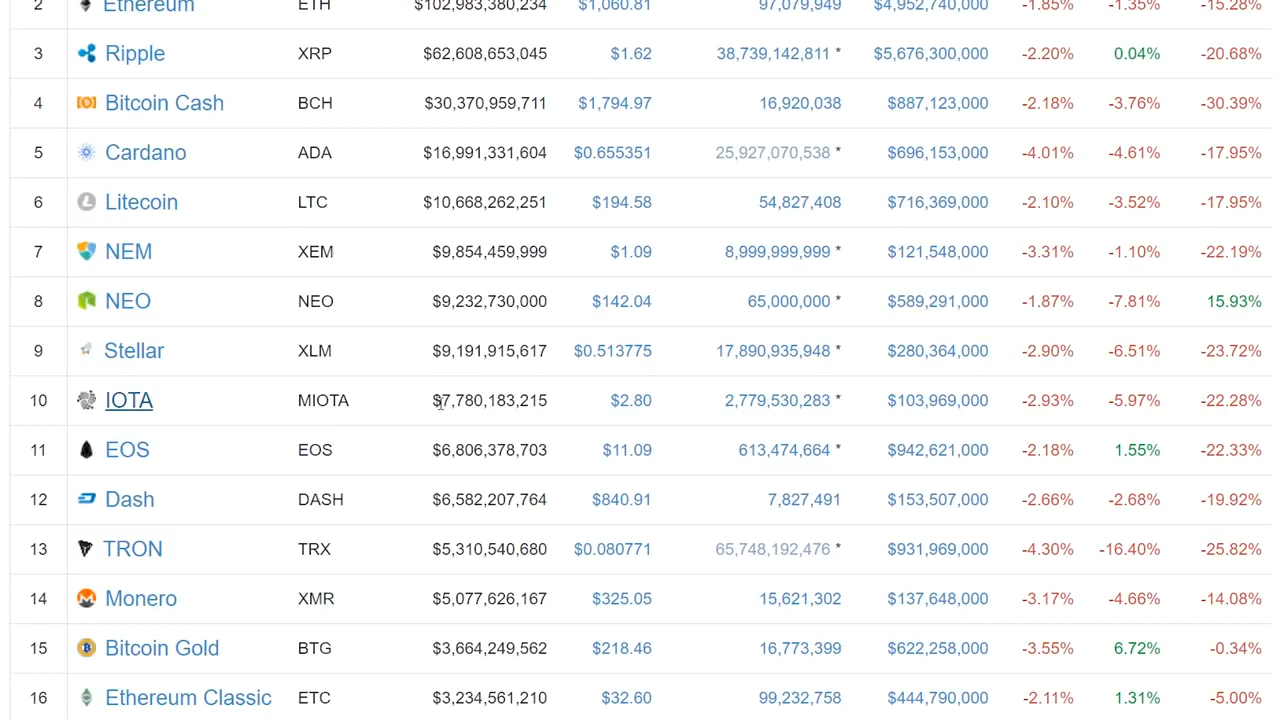 2 Ethereum ETH $102,983,380,234 $1,060.81 97,079,949 $4,952,740,000 -1.85% -1.35% -15.28%
3 Ripple XRP $62,608,653,045 $1.62 38,739,142,811 * $5,676,300,000 -2.20% 0.04% -20.68%
4 Bitcoin Cash BCH $30,370,959,711 $1,794.97 16,920,038 $887,123,000 -2.18% -3.76% -30.39%
5 Cardano ADA $16,991,331,604 $0.655351 25,927,070,538 * $696,153,000 -4.01% -4.61% -17.95%
6 Litecoin LTC $10,668,262,251 $194.58 54,827,408 $716,369,000 -2.10% -3.52% -17.95%
7 NEM XEM $9,854,459,999 $1.09 8,999,999,999 * $121,548,000 -3.31% -1.10% -22.19%
8 NEO NEO $9,232,730,000 $142.04 65,000,000 * $589,291,000 -1.87% -7.81% 15.93%
9 Stellar XLM $9,191,915,617 $0.513775 17,890,935,948 * $280,364,000 -2.90% -6.51% -23.72%
10 IOTA MIOTA $7,780,183,215 $2.80 2,779,530,283 * $103,969,000 -2.93% -5.97% -22.28%
11 EOS EOS $6,806,378,703 $11.09 613,474,664 * $942,621,000 -2.18% 1.55% -22.33%
12 Dash DASH $6,582,207,764 $840.91 7,827,491 $153,507,000 -2.66% -2.68% -19.92%
13 TRON TRX $5,310,540,680 $0.080771 65,748,192,476 * $931,969,000 -4.30% -16.40% -25.82%
14 Monero XMR $5,077,626,167 $325.05 15,621,302 $137,648,000 -3.17% -4.66% -14.08%
15 Bitcoin Gold BTG $3,664,249,562 $218.46 16,773,399 $622,258,000 -3.55% 6.72% -0.34%
16 Ethereum Classic ETC $3,234,561,210 $32.60 99,232,758 $444,790,000 -2.11% 1.31% -5.00%